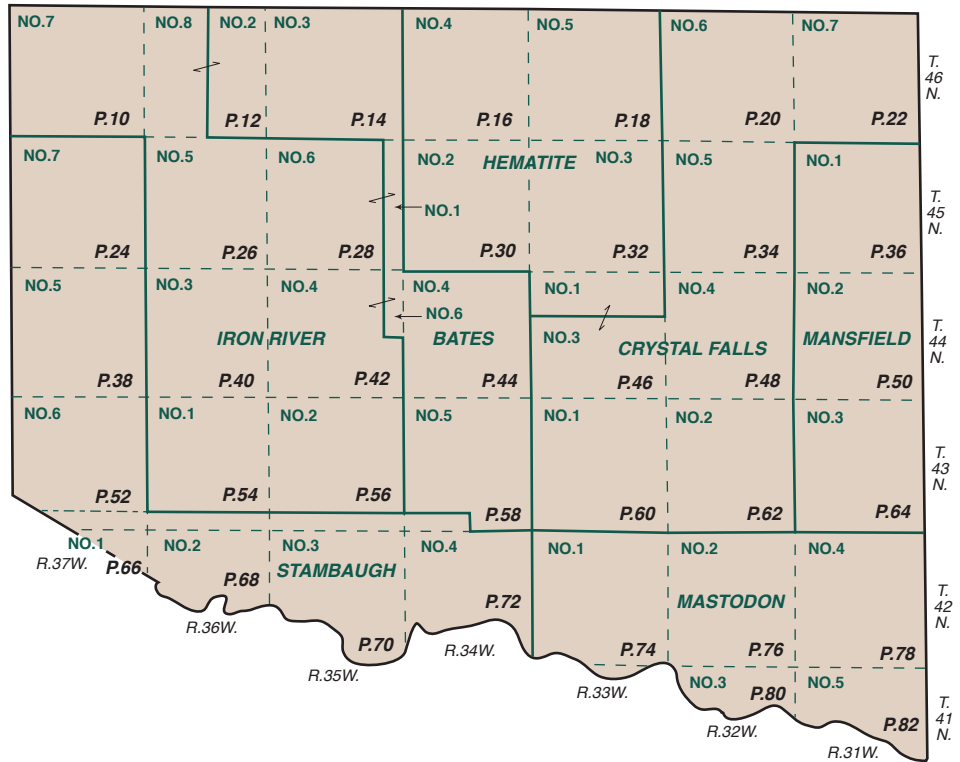 NO.7 NO.8 NO.2 NO.3 NO.4 NO.5 NO.6 NO.7
T. 46 N.
P.10 P.12 P.14 P.16 P.18 P.20 P.22
NO.7 NO.5 NO.6 NO.2 HEMATITE NO.3 NO.5 NO.1
NO.1
T. 45 N.
P.24 P.26 P.28 P.30 P.32 P.34 P.36
NO.5 NO.3 NO.4 NO.4 NO.1 NO.4 NO.2
NO.6
IRON RIVER BATES NO.3 CRYSTAL FALLS MANSFIELD
T. 44 N.
P.38 P.40 P.42 P.44 P.46 P.48 P.50
NO.6 NO.1 NO.2 NO.5 NO.1 NO.2 NO.3
T. 43 N.
P.52 P.54 P.56 P.58 P.60 P.62 P.64
NO.1 NO.2 NO.3 NO.4 NO.1 NO.2 NO.4
R.37W. P.66 P.68 STAMBAUGH P.72 MASTODON
T. 42 N.
R.36W. P.70 R.34W. P.74 P.76 P.78
R.35W. R.33W. NO.3 P.80 NO.5
R.32W. P.82
T. 41 N.
R.31W.